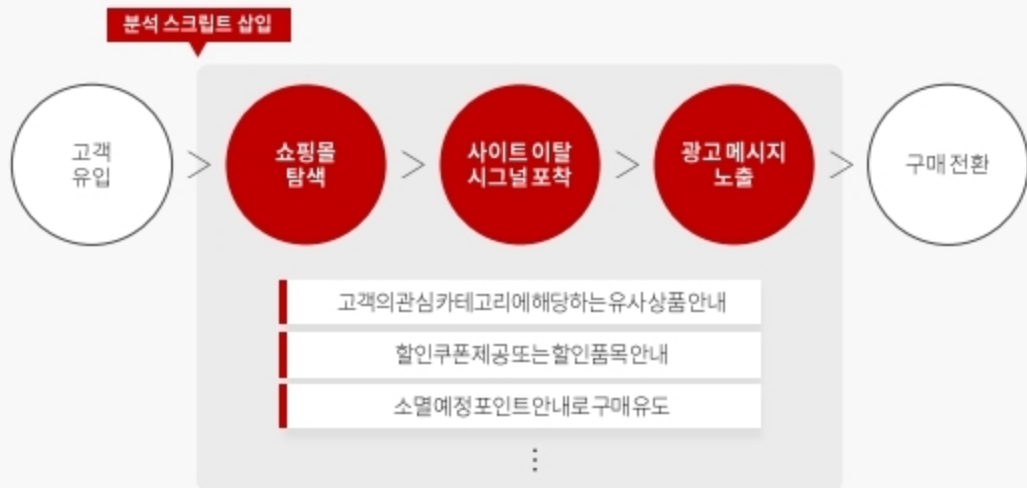 분석 스크립트 삽입
고객
유입
>
쇼핑몰
탐색
>
사이트 이탈
시그널 포착
>
광고 메시지
노출
>
구매 전환
고객의 관심 카테고리에 해당하는 유사 상품 안내
할인 쿠폰 제공 또는 할인 품목 안내
소멸 예정 포인트 안내로 구매 유도
⋮